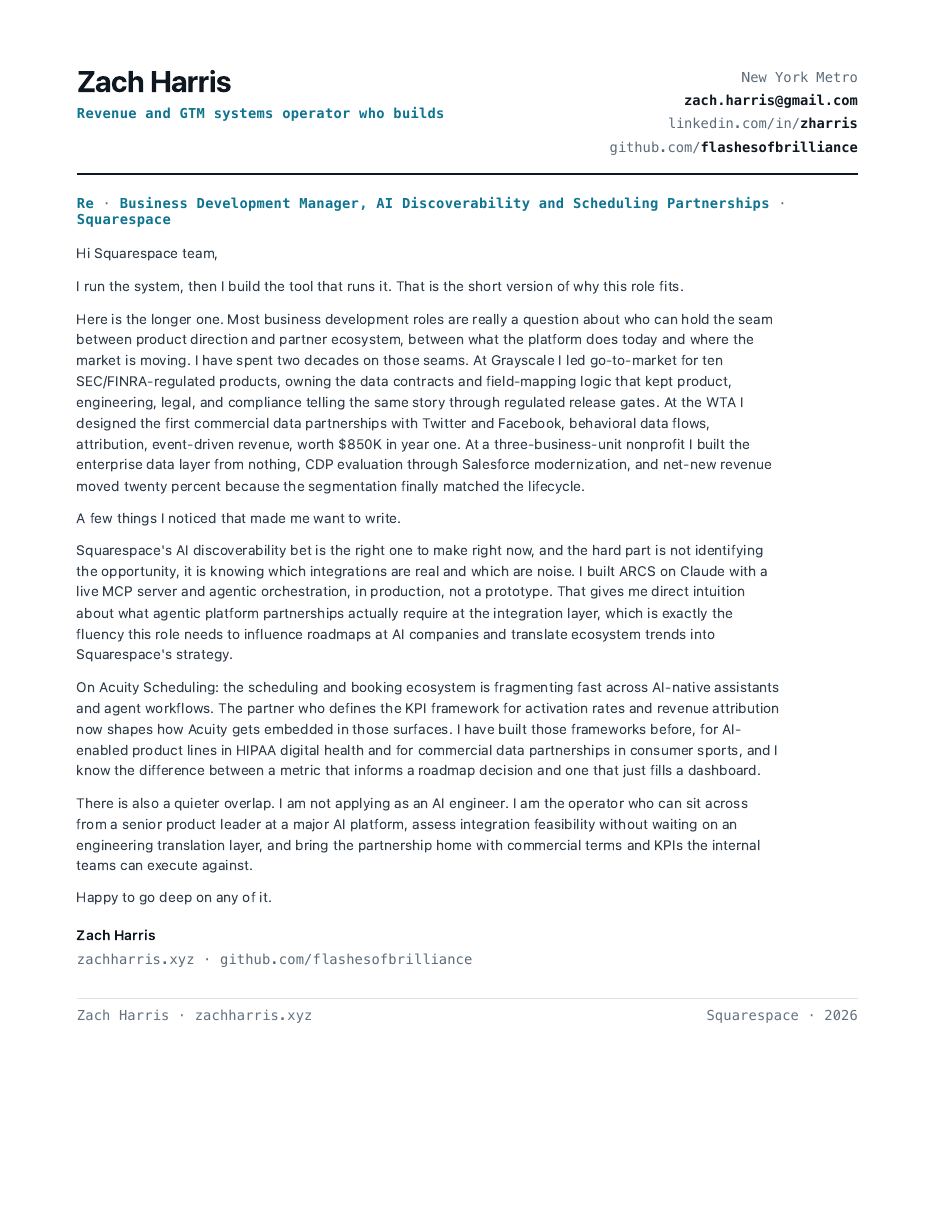 Zach Harris
Revenue and GTM systems operator who builds
New York Metro
zach.harris@gmail.com
linkedin.com/in/zharris
github.com/flashesofbrilliance
Re · Business Development Manager, AI Discoverability and Scheduling Partnerships ·
Squarespace
Hi Squarespace team,
I run the system, then I build the tool that runs it. That is the short version of why this role fits.
Here is the longer one. Most business development roles are really a question about who can hold the seam
between product direction and partner ecosystem, between what the platform does today and where the
market is moving. I have spent two decades on those seams. At Grayscale I led go-to-market for ten
SEC/FINRA-regulated products, owning the data contracts and field-mapping logic that kept product,
engineering, legal, and compliance telling the same story through regulated release gates. At the WTA I
designed the first commercial data partnerships with Twitter and Facebook, behavioral data flows,
attribution, event-driven revenue, worth $850K in year one. At a three-business-unit nonprofit I built the
enterprise data layer from nothing, CDP evaluation through Salesforce modernization, and net-new revenue
moved twenty percent because the segmentation finally matched the lifecycle.
A few things I noticed that made me want to write.
Squarespace's AI discoverability bet is the right one to make right now, and the hard part is not identifying
the opportunity, it is knowing which integrations are real and which are noise. I built ARCS on Claude with a
live MCP server and agentic orchestration, in production, not a prototype. That gives me direct intuition
about what agentic platform partnerships actually require at the integration layer, which is exactly the
fluency this role needs to influence roadmaps at AI companies and translate ecosystem trends into
Squarespace's strategy.
On Acuity Scheduling: the scheduling and booking ecosystem is fragmenting fast across AI-native assistants
and agent workflows. The partner who defines the KPI framework for activation rates and revenue attribution
now shapes how Acuity gets embedded in those surfaces. I have built those frameworks before, for AI-
enabled product lines in HIPAA digital health and for commercial data partnerships in consumer sports, and I
know the difference between a metric that informs a roadmap decision and one that just fills a dashboard.
There is also a quieter overlap. I am not applying as an AI engineer. I am the operator who can sit across
from a senior product leader at a major AI platform, assess integration feasibility without waiting on an
engineering translation layer, and bring the partnership home with commercial terms and KPIs the internal
teams can execute against.
Happy to go deep on any of it.
Zach Harris
zachharris.xyz · github.com/flashesofbrilliance
Zach Harris · zachharris.xyz
Squarespace · 2026